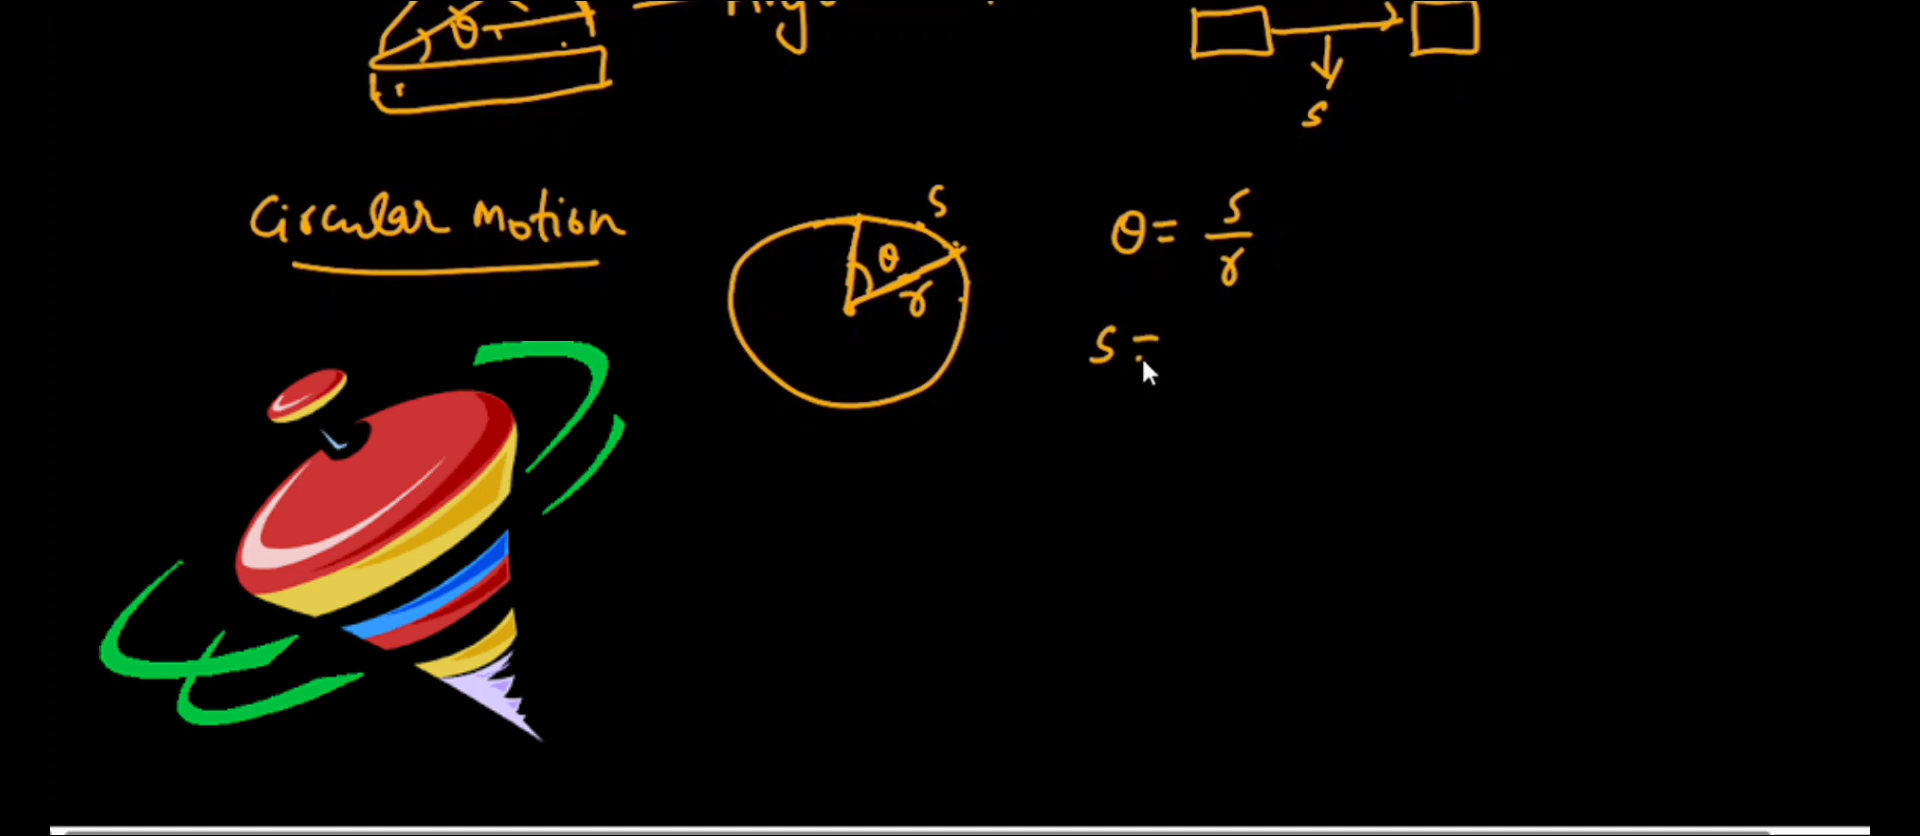 θ
s
Circular Motion
s
θ
r
θ = s/r
s =